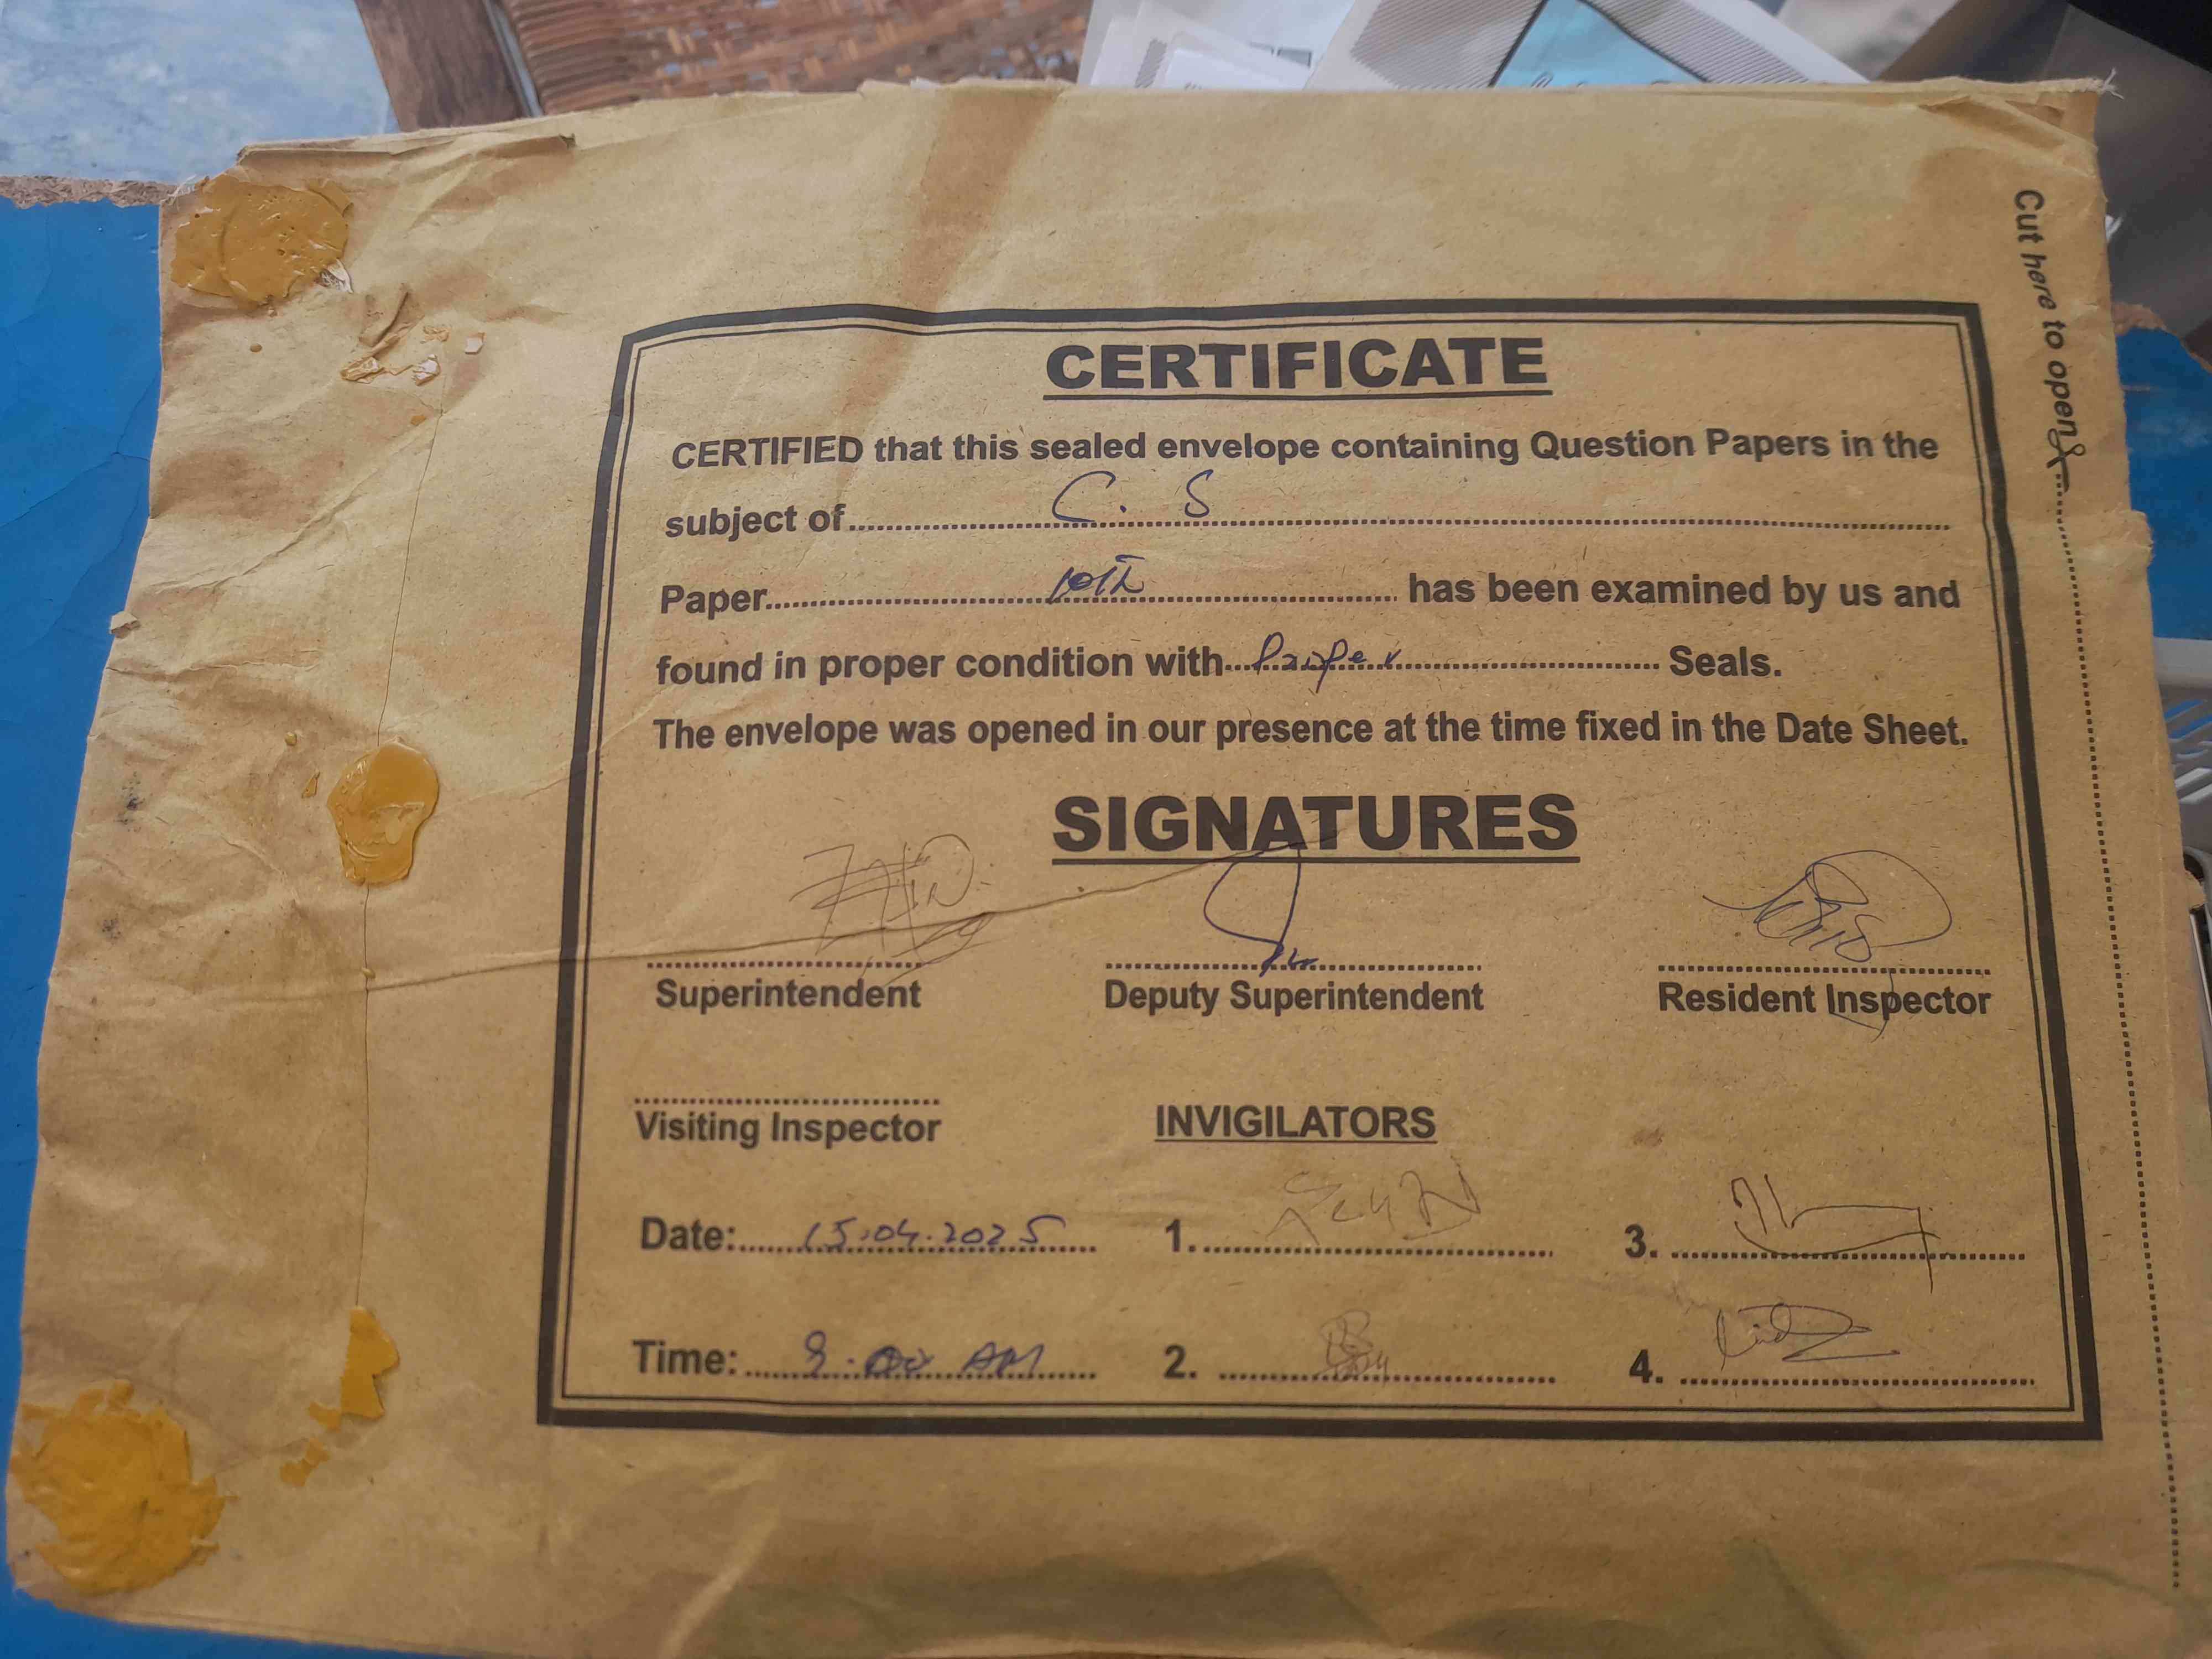 Cut here to open
CERTIFICATE
CERTIFIED that this sealed envelope containing Question Papers in the
subject of C. S
Paper 10th has been examined by us and
found in proper condition with Proper Seals.
The envelope was opened in our presence at the time fixed in the Date Sheet.
SIGNATURES
Superintendent Deputy Superintendent Resident Inspector
Visiting Inspector INVIGILATORS
Date: 15.04.2025 1. 3.
Time: AM 2. 4.